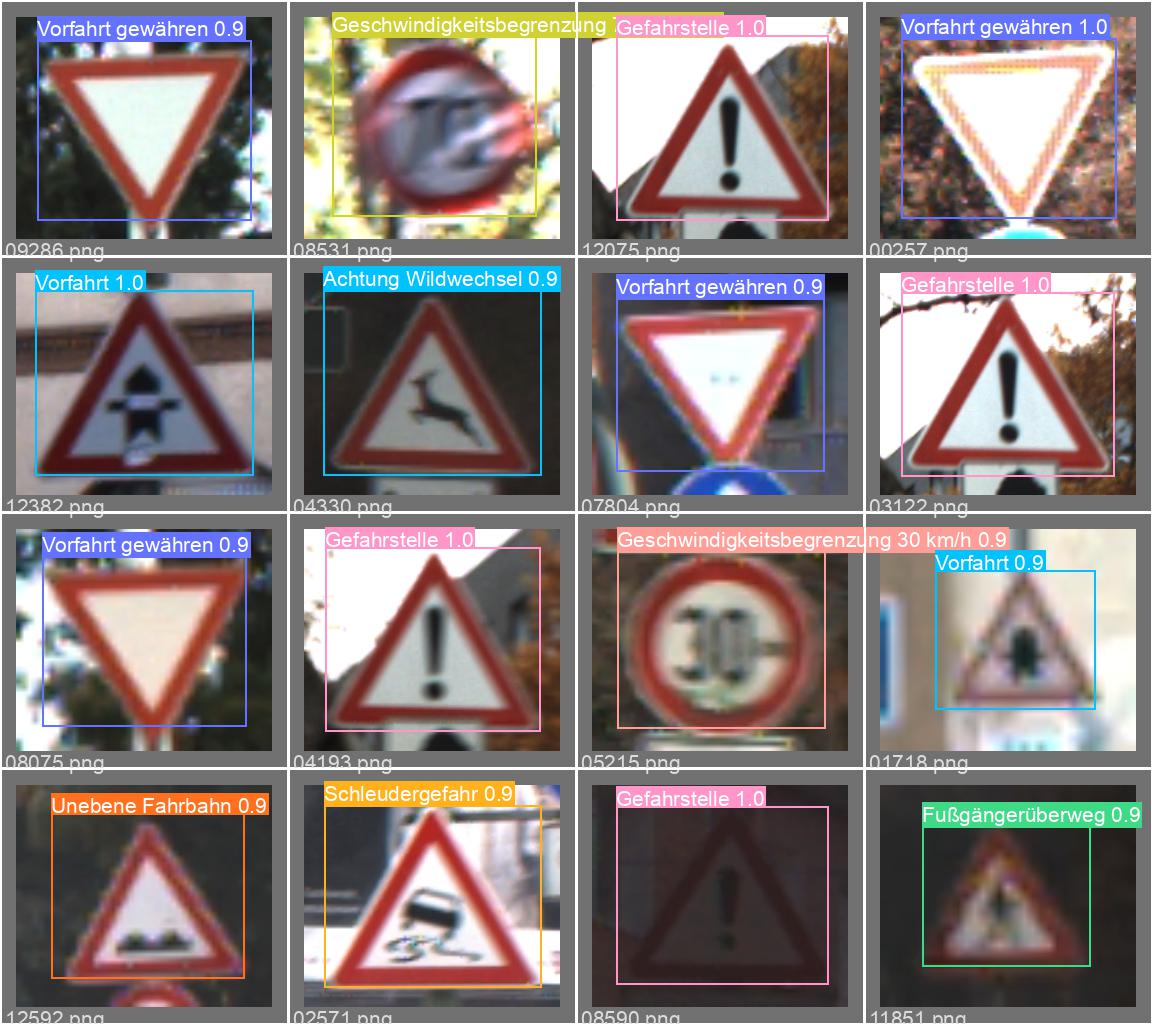 Vorfahrt gewähren 0.9
Geschwindigkeitsbegrenzung
Gefahrstelle 1.0
Vorfahrt gewähren 1.0
09286.png
08531.png
12075.png
00257.png
Vorfahrt 1.0
Achtung Wildwechsel 0.9
Vorfahrt gewähren 0.9
Gefahrstelle 1.0
12382.png
04330.png
07804.png
03122.png
Vorfahrt gewähren 0.9
Gefahrstelle 1.0
Geschwindigkeitsbegrenzung 30 km/h 0.9
Vorfahrt 0.9
30
08075.png
04193.png
05215.png
01718.png
Unebene Fahrbahn 0.9
Schleudergefahr 0.9
Gefahrstelle 1.0
Fußgängerüberweg 0.9
12592.png
02571.png
08590.png
11851.png